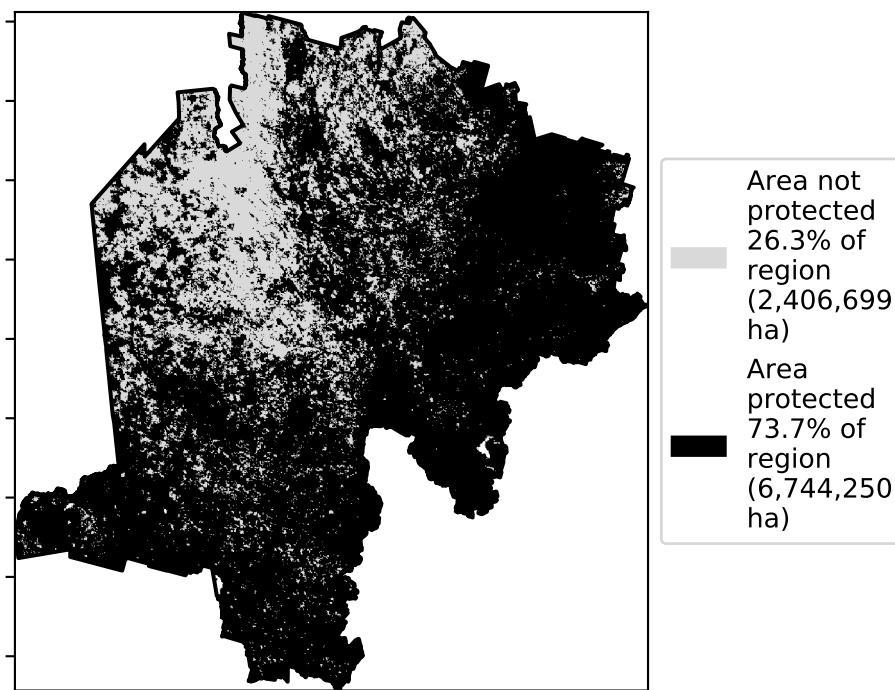 Area not
protected
26.3% of
region
(2,406,699
ha)
Area
protected
73.7% of
region
(6,744,250
ha)